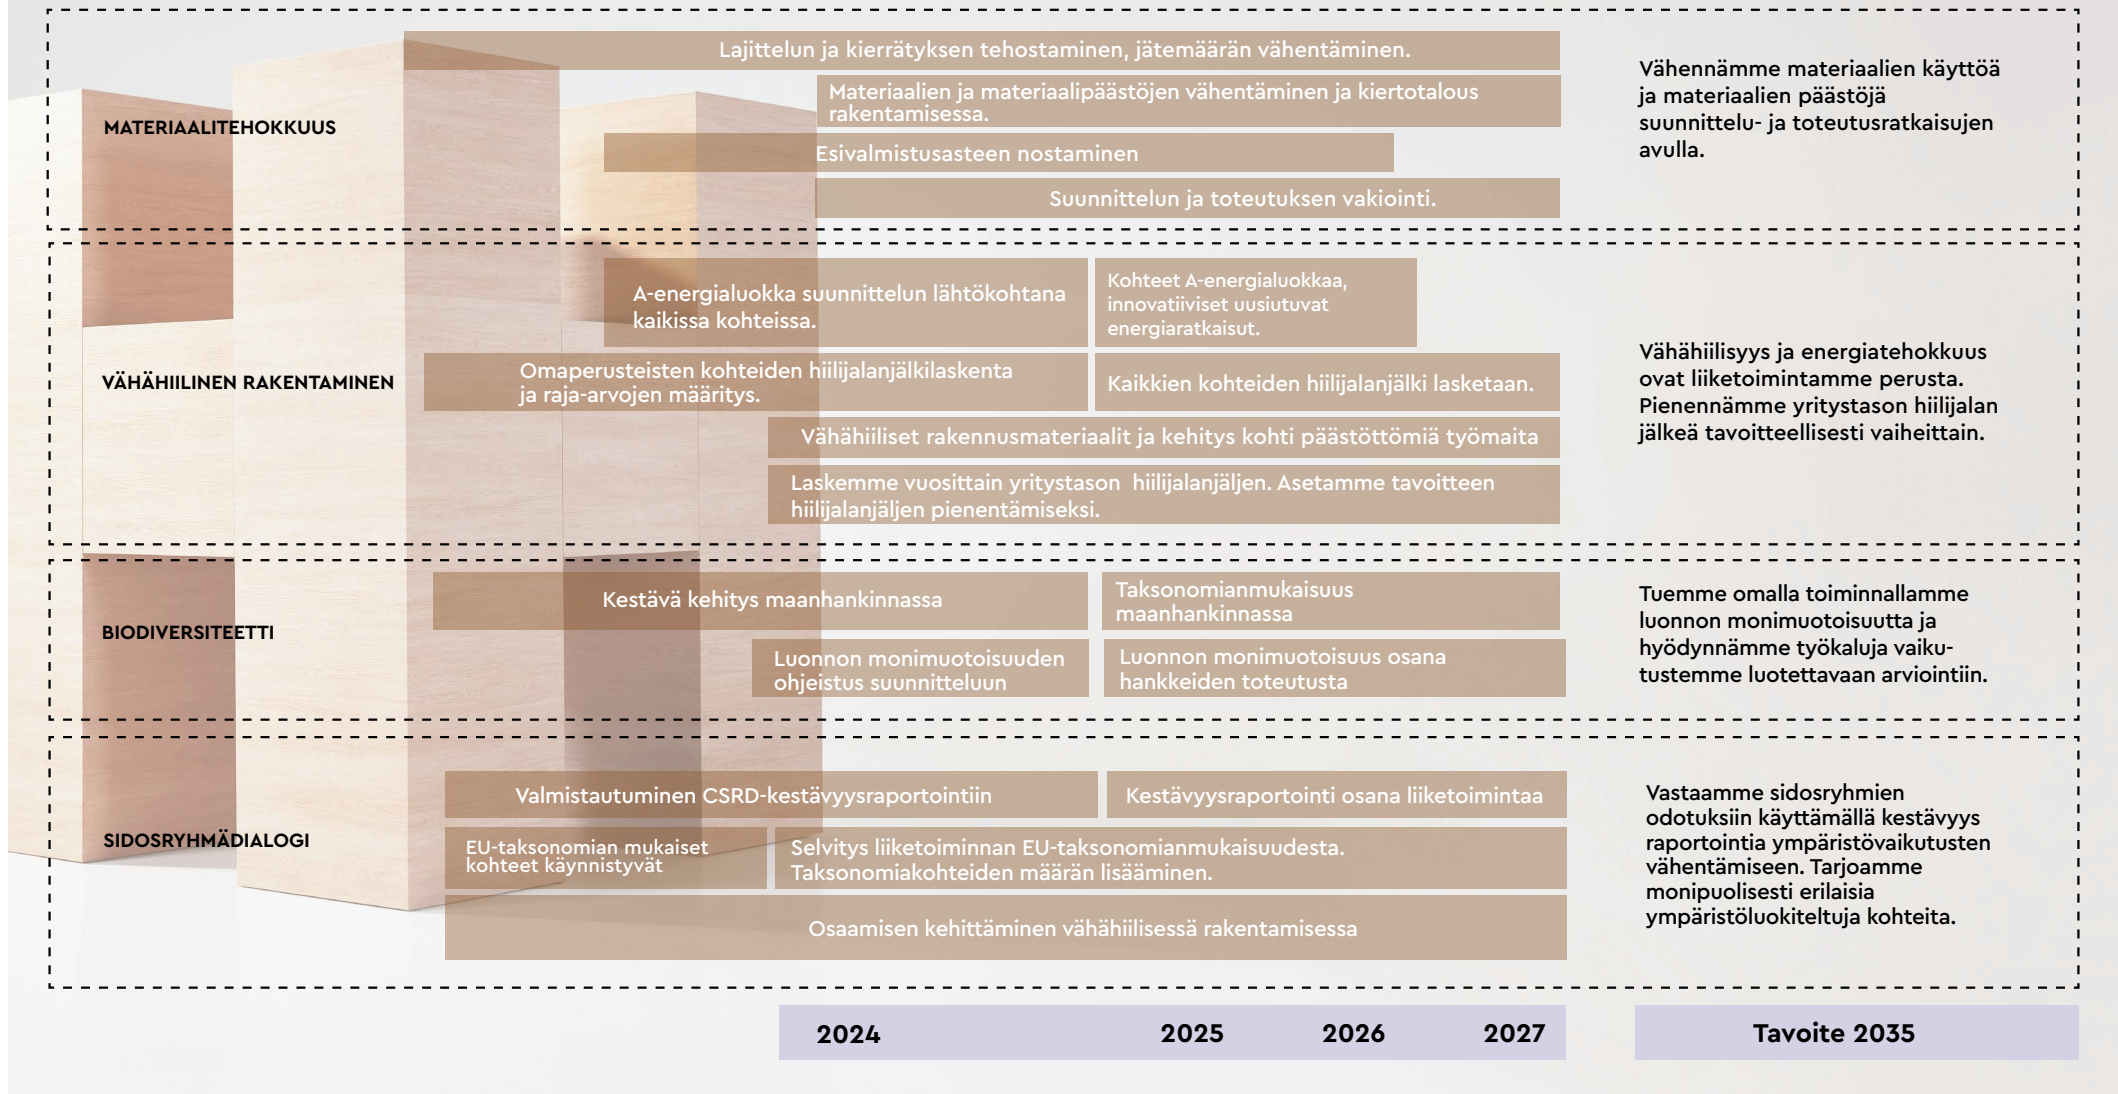 MATERIAALITEHOKKUUS
Lajittelun ja kierrätyksen tehostaminen, jätemäärän vähentäminen.
Materiaalien ja materiaalipäästöjen vähentäminen ja kiertotalous
rakentamisessa.
Esivalmistusasteen nostaminen
Suunnittelun ja toteutuksen vakiointi.
Vähennämme materiaalien käyttöä
ja materiaalien päästöjä
suunnittelu- ja toteutusratkaisujen
avulla.
VÄHÄHIILINEN RAKENTAMINEN
A-energialuokka suunnittelun lähtökohtana
kaikissa kohteissa.
Kohteet A-energialuokkaa,
innovatiiviset uusiutuvat
energiaratkaisut.
Omaperusteisten kohteiden hiilijalanjälkilaskenta
ja raja-arvojen määritys.
Kaikkien kohteiden hiilijalanjälki lasketaan.
Vähähiiliset rakennusmateriaalit ja kehitys kohti päästöttömiä työmaita
Laskemme vuosittain yritystason hiilijalanjäljen. Asetamme tavoitteen
hiilijalanjäljen pienentämiseksi.
Vähähiilisyys ja energiatehokkuus
ovat liiketoimintamme perusta.
Pienennämme yritystason hiilijalan
jälkeä tavoitteellisesti vaiheittain.
BIODIVERSITEETTI
Kestävä kehitys maanhankinnassa
Taksonomianmukaisuus
maanhankinnassa
Luonnon monimuotoisuuden
ohjeistus suunnitteluun
Luonnon monimuotoisuus osana
hankkeiden toteutusta
Tuemme omalla toiminnallamme
luonnon monimuotoisuutta ja
hyödynnämme työkaluja vaiku-
tustemme luotettavaan arviointiin.
SIDOSRYHMÄDIALOGI
Valmistautuminen CSRD-kestävyysraportointiin
Kestävyysraportointi osana liiketoimintaa
EU-taksonomian mukaiset
kohteet käynnistyvät
Selvitys liiketoiminnan EU-taksonomianmukaisuudesta.
Taksonomiakohteiden määrän lisääminen.
Osaamisen kehittäminen vähähiilisessä rakentamisessa
Vastaamme sidosryhmien
odotuksiin käyttämällä kestävyys
raportointia ympäristövaikutusten
vähentämiseen. Tarjoamme
monipuolisesti erilaisia
ympäristöluokiteltuja kohteita.
2024 2025 2026 2027 Tavoite 2035